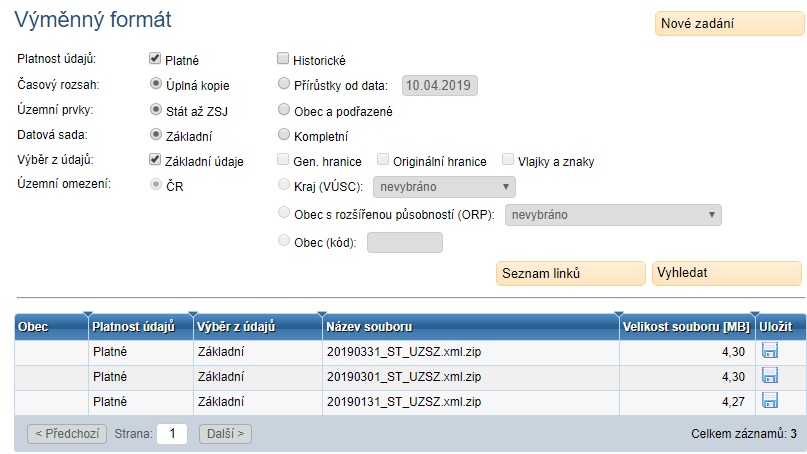 Výměnný formát
Nové zadání
Platnost údajů: Platné Historické
Časový rozsah: Úplná kopie Přírůstky od data: 10.04.2019
Územní prvky: Stát až ZSJ Obec a podřazené
Datová sada: Základní Kompletní
Výběr z údajů: Základní údaje Gen. hranice Originální hranice Vlajky a znaky
Územní omezení: ČR Kraj (VÚSC): nevybráno
Obec s rozšířenou působností (ORP): nevybráno
Obec (kód):
Seznam linků Vyhledat
Obec Platnost údajů Výběr z údajů Název souboru Velikost souboru [MB] Uložit
Platné Základní 20190331_ST_UZSZ.xml.zip 4,30
Platné Základní 20190301_ST_UZSZ.xml.zip 4,30
Platné Základní 20190131_ST_UZSZ.xml.zip 4,27
< Předchozí Strana: 1 Další > Celkem záznamů: 3